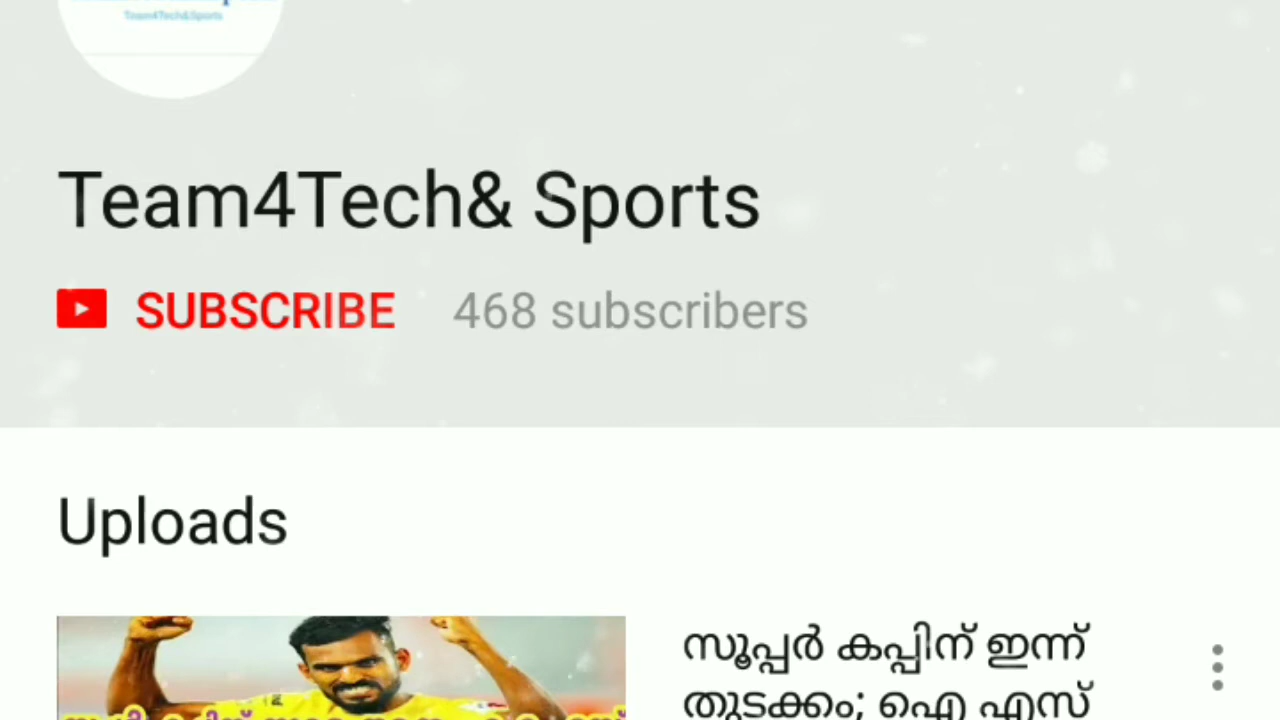 Team4Tech&Sports
Team4Tech& Sports
SUBSCRIBE 468 subscribers
Uploads
സൂപ്പർ കപ്പിന് ഇന്ന്
തുടക്കം; ഐ എസ്